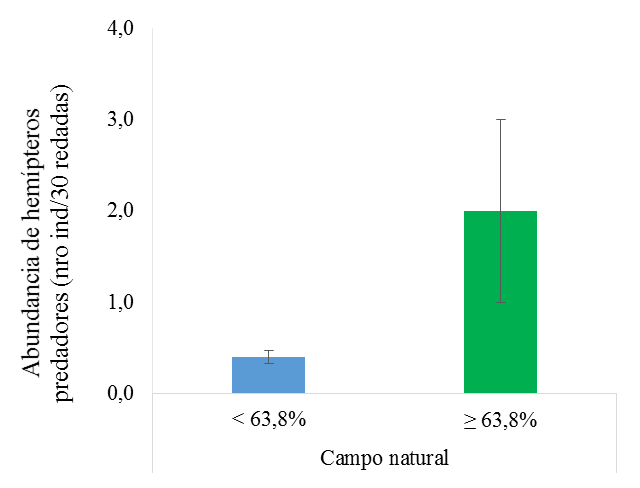 4,0
3,0
2,0
1,0
0,0
Abundancia de hemípteros
predadores (nro ind/30 redadas)
< 63,8%
≥ 63,8%
Campo natural